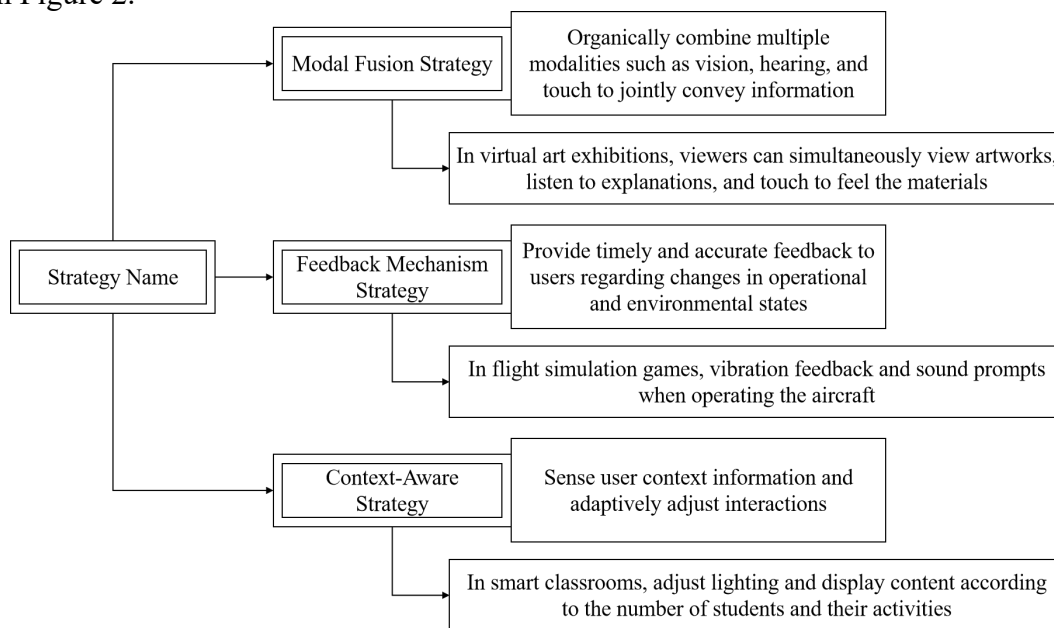 Figure 2.
Modal Fusion Strategy
Organically combine multiple
modalities such as vision, hearing, and
touch to jointly convey information
In virtual art exhibitions, viewers can simultaneously view artworks,
listen to explanations, and touch to feel the materials
Strategy Name
Feedback Mechanism
Strategy
Provide timely and accurate feedback to
users regarding changes in operational
and environmental states
In flight simulation games, vibration feedback and sound prompts
when operating the aircraft
Context-Aware
Strategy
Sense user context information and
adaptively adjust interactions
In smart classrooms, adjust lighting and display content according
to the number of students and their activities